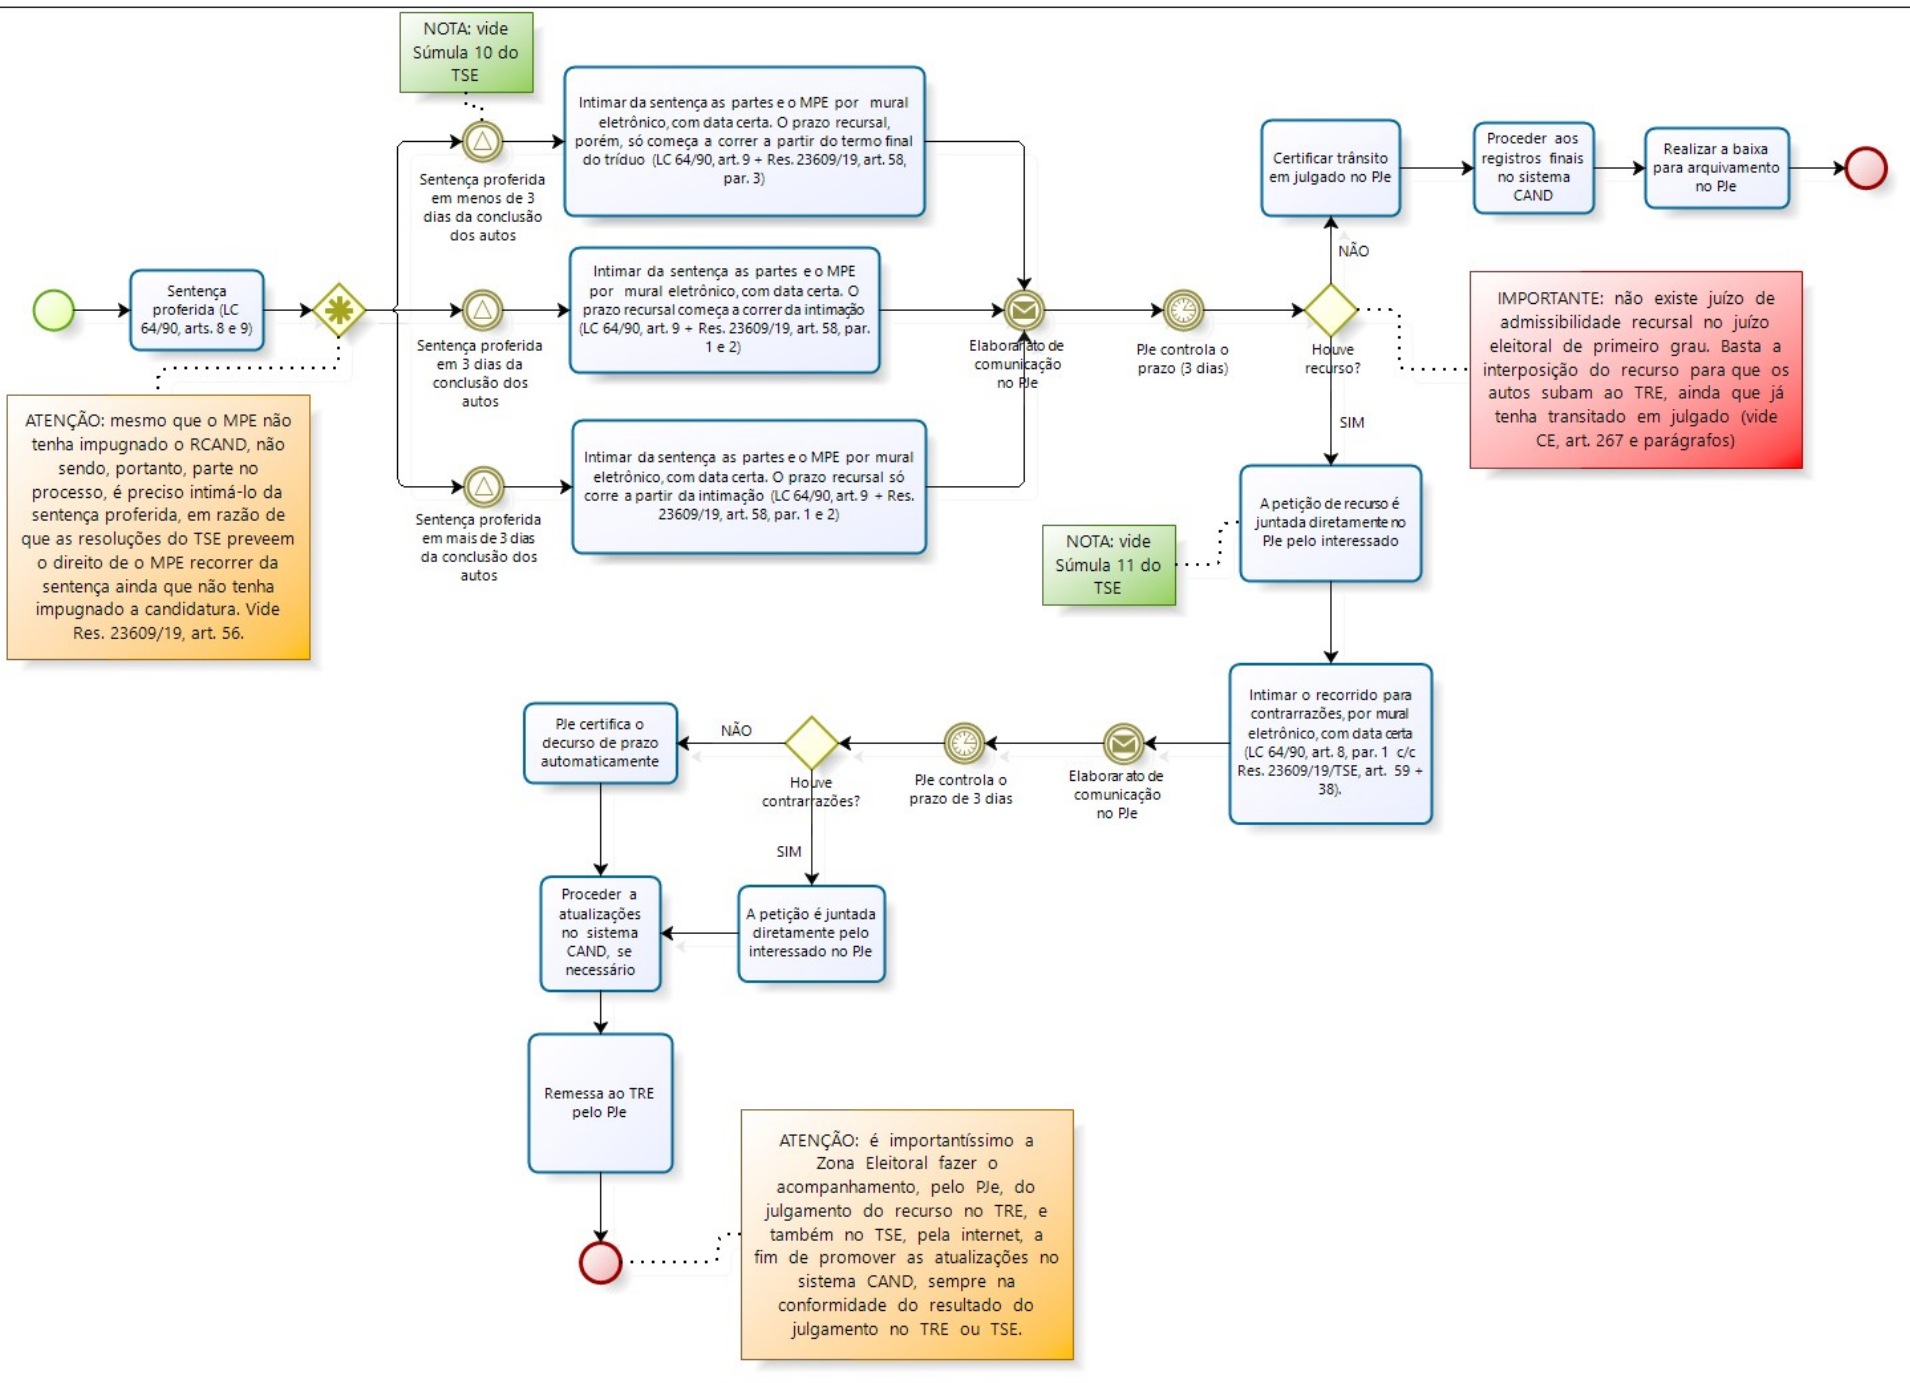 NOTA: vide
Súmula 10 do
TSE
Intimar da sentença as partes e o MPE por mural
eletrônico, com data certa. O prazo recursal,
porém, só começa a correr a partir do termo final
do tríduo (LC 64/90, art. 9 + Res. 23609/19, art. 58,
par. 3)
Sentença proferida
em menos de 3
dias da conclusão
dos autos
Certificar trânsito
em julgado no PJe
Proceder aos
registros finais
no sistema
CAND
Realizar a baixa
para arquivamento
no PJe
NÃO
Sentença
proferida (LC
64/90, arts. 8 e 9)
Intimar da sentença as partes e o MPE
por mural eletrônico, com data certa. O
prazo recursal começa a correr da intimação
(LC 64/90, art. 9 + Res. 23609/19, art. 58, par.
1 e 2)
Sentença proferida
em 3 dias da
conclusão dos
autos
Elaborar ato de
comunicação
no PJe
PJe controla o
prazo (3 dias)
Houve
recurso?
IMPORTANTE: não existe juízo de
admissibilidade recursal no juízo
eleitoral de primeiro grau. Basta a
interposição do recurso para que os
autos subam ao TRE, ainda que já
tenha transitado em julgado (vide
CE, art. 267 e parágrafos)
SIM
ATENÇÃO: mesmo que o MPE não
tenha impugnado o RCAND, não
sendo, portanto, parte no
processo, é preciso intimá-lo da
sentença proferida, em razão de
que as resoluções do TSE preveem
o direito de o MPE recorrer da
sentença ainda que não tenha
impugnado a candidatura. Vide
Res. 23609/19, art. 56.
Intimar da sentença as partes e o MPE por mural
eletrônico, com data certa. O prazo recursal só
corre a partir da intimação (LC 64/90, art. 9 + Res.
23609/19, art. 58, par. 1 e 2)
Sentença proferida
em mais de 3 dias
da conclusão dos
autos
A petição de recurso é
juntada diretamente no
PJe pelo interessado
NOTA: vide
Súmula 11 do
TSE
Intimar o recorrido para
contrarrazões, por mural
eletrônico, com data certa
(LC 64/90, art. 8, par. 1 c/c
Res. 23609/19/TSE, art. 59 +
38).
Elaborar ato de
comunicação
no PJe
PJe controla o
prazo de 3 dias
Houve
contrarrazões?
NÃO
PJe certifica o
decurso de prazo
automaticamente
SIM
A petição é juntada
diretamente pelo
interessado no PJe
Proceder a
atualizações
no sistema
CAND, se
necessário
Remessa ao TRE
pelo PJe
ATENÇÃO: é importantíssimo a
Zona Eleitoral fazer o
acompanhamento, pelo PJe, do
julgamento do recurso no TRE, e
também no TSE, pela internet, a
fim de promover as atualizações no
sistema CAND, sempre na
conformidade do resultado do
julgamento no TRE ou TSE.